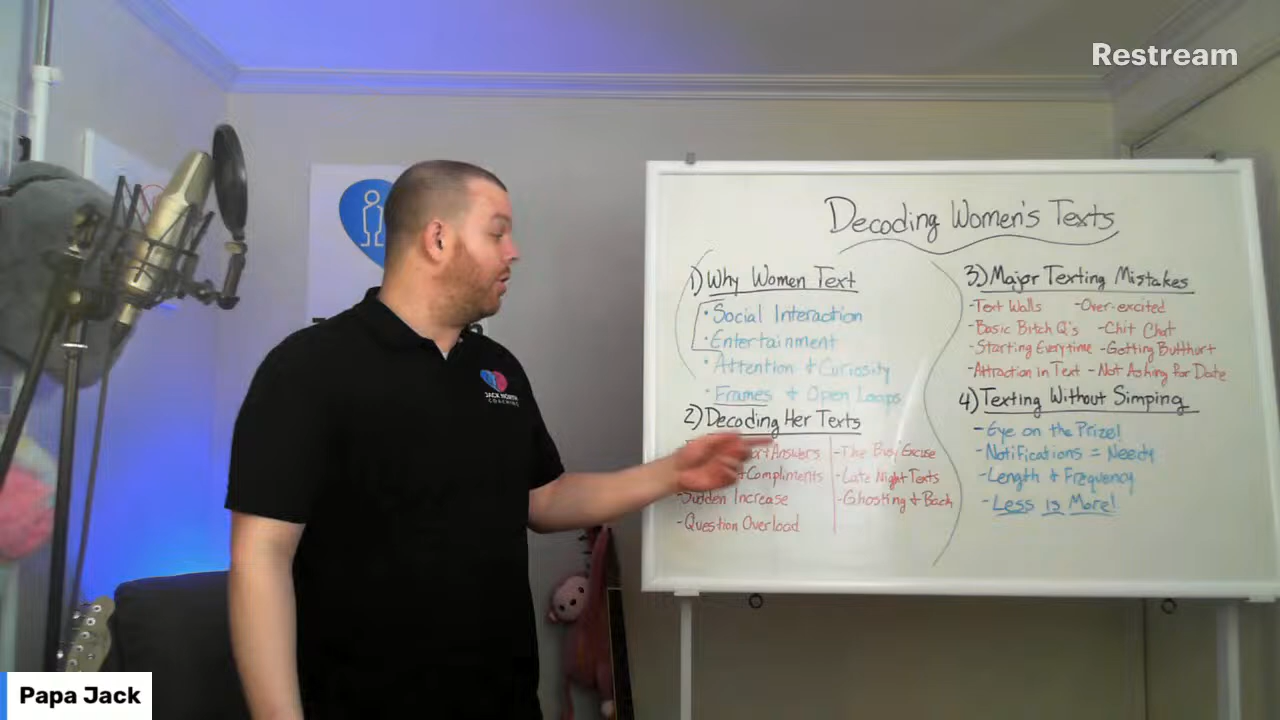 Restream
Decoding Women's Texts
1) Why Women Text
• Social Interaction
• Entertainment
• Attention & Curiosity
• Frames & Open Loops
2) Decoding Her Texts
Answers
& Compliments
-Sudden Increase
-Question Overload
-The Busy Excuse
-Late Night Texts
-Ghosting & Back
3) Major Texting Mistakes
-Text Walls -Over-excited
-Basic Bitch Q's -Chit Chat
-Starting Everytime -Getting Butthurt
-Attraction in Text -Not Asking for Date
4) Texting Without Simping
-Eye on the Prize!
-Notifications = Needy
-Length & Frequency
-Less is More!
JACK
COACHING
Papa Jack